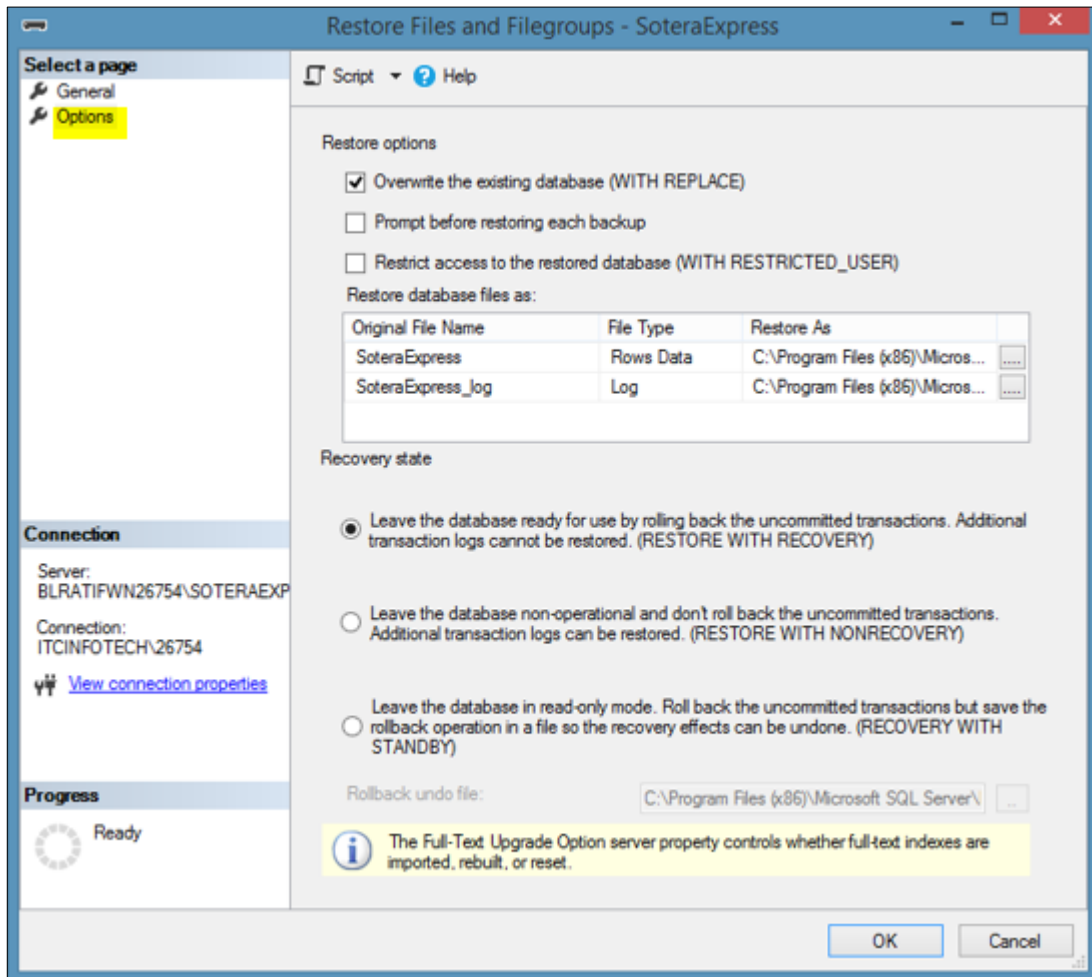 Restore Files and Filegroups - SoteraExpress
Select a page
General
Options
Script Help
Restore options
Overwrite the existing database (WITH REPLACE)
Prompt before restoring each backup
Restrict access to the restored database (WITH RESTRICTED_USER)
Restore database files as:
Original File Name File Type Restore As
SoteraExpress Rows Data C:\Program Files (x86)\Micros... ....
SoteraExpress_log Log C:\Program Files (x86)\Micros... ....
Recovery state
Leave the database ready for use by rolling back the uncommitted transactions. Additional
transaction logs cannot be restored. (RESTORE WITH RECOVERY)
Leave the database non-operational and don't roll back the uncommitted transactions.
Additional transaction logs can be restored. (RESTORE WITH NONRECOVERY)
Leave the database in read-only mode. Roll back the uncommitted transactions but save the
rollback operation in a file so the recovery effects can be undone. (RECOVERY WITH
STANDBY)
Rollback undo file: C:\Program Files (x86)\Microsoft SQL Server\ ..
The Full-Text Upgrade Option server property controls whether full-text indexes are
imported, rebuilt, or reset.
Connection
Server:
BLRATIFWN26754\SOTERAEXP
Connection:
ITCINFOTECH\26754
View connection properties
Progress
Ready
OK Cancel